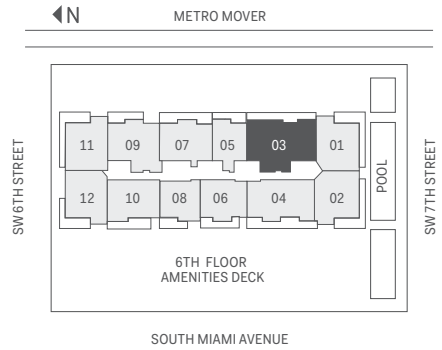 N
METRO MOVER
SW 6TH STREET
11
09
07
05
03
01
12
10
08
06
04
02
POOL
SW 7TH STREET
6TH FLOOR
AMENITIES DECK
SOUTH MIAMI AVENUE